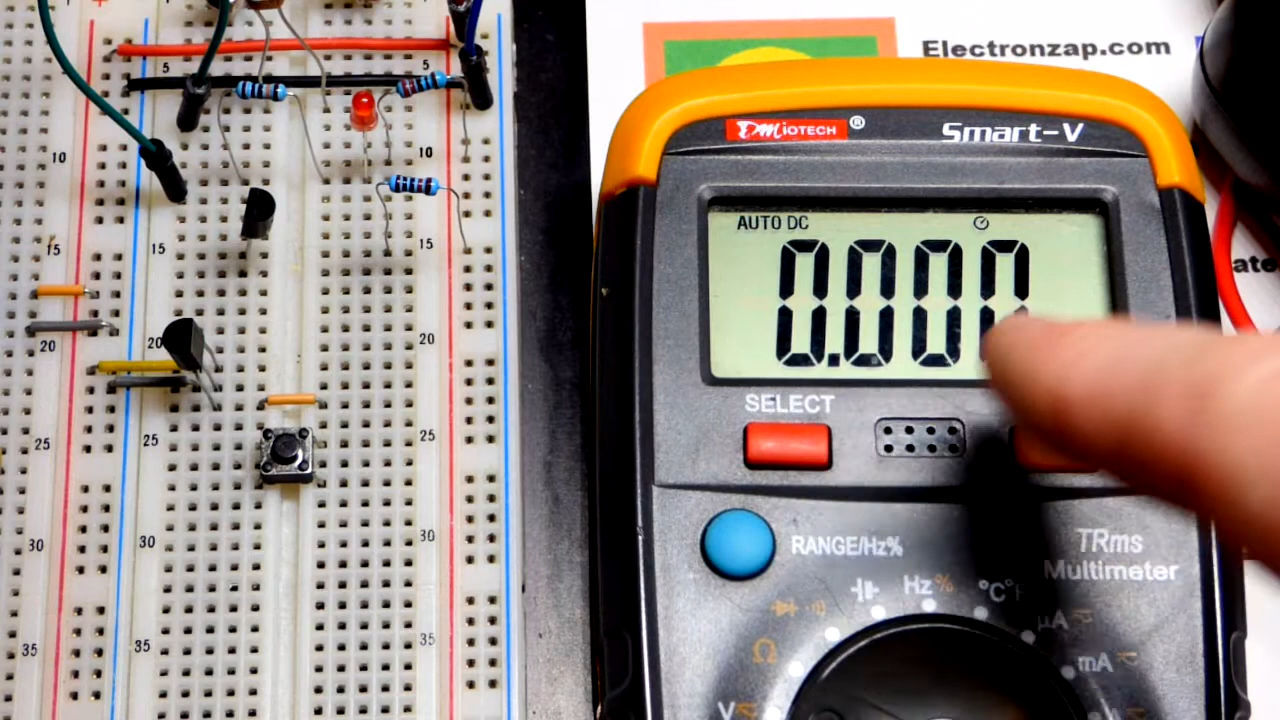 Electronzap.com
DMiOTECH ®
Smart-V
AUTO DC
0.000
SELECT
RANGE/Hz%
TRms
Multimeter
Hz %
°C
µA
mA
Ω
V
5
5
10
10
15
15
15
20
20
20
25
25
25
30
30
30
35
35
35